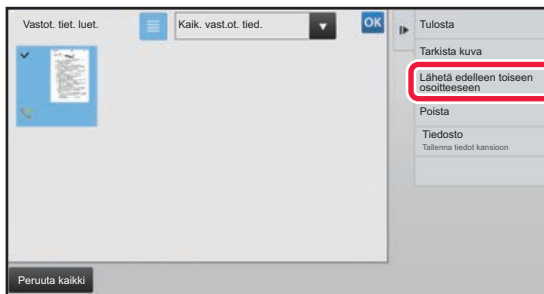 Vastot. tiet. luet.
Kaik. vast.ot. tied.
OK
Tulosta
Tarkista kuva
Lähetä edelleen toiseen
osoitteeseen
Poista
Tiedosto
Tallenna tiedot kansioon
Peruuta kaikki